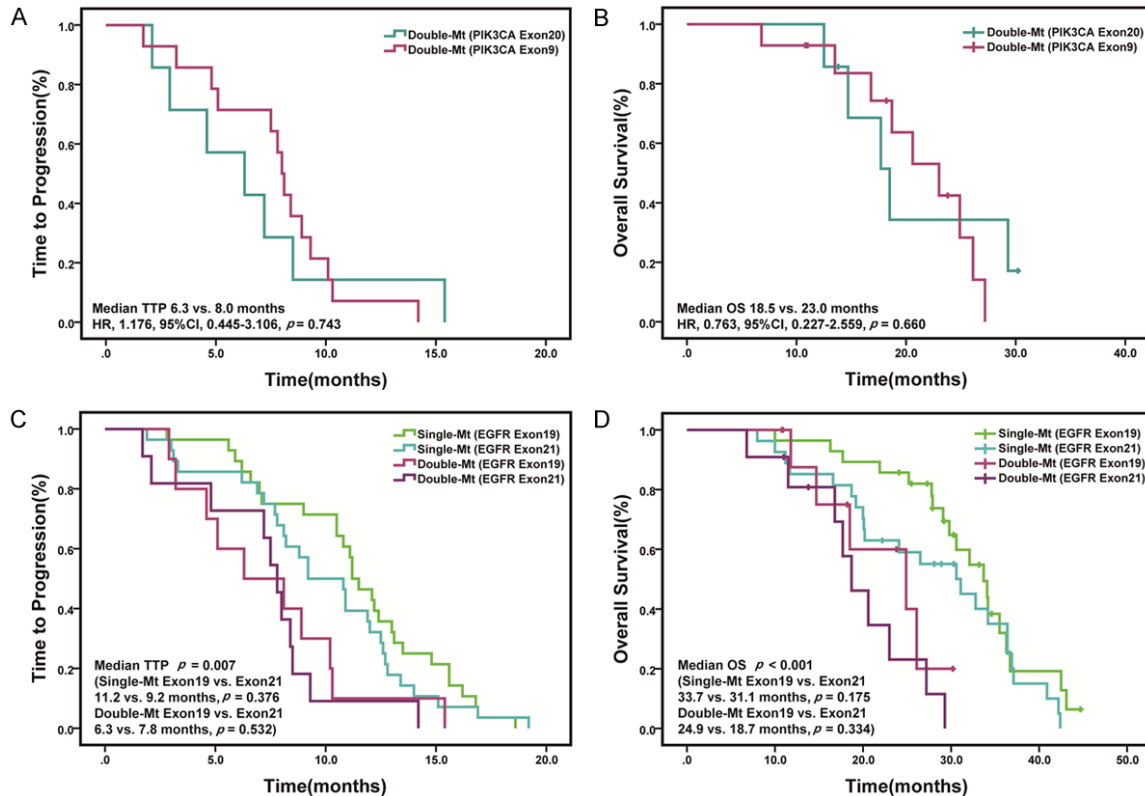 A
Double-Mt (PIK3CA Exon20)
Double-Mt (PIK3CA Exon9)
Time to Progression(%)
1.0
0.8
0.6
0.4
0.2
0.0
Median TTP 6.3 vs. 8.0 months
HR, 1.176, 95%CI, 0.445-3.106, p = 0.743
.0 5.0 10.0 15.0 20.0
Time(months)
B
Double-Mt (PIK3CA Exon20)
Double-Mt (PIK3CA Exon9)
Overall Survival(%)
1.0
0.8
0.6
0.4
0.2
0.0
Median OS 18.5 vs. 23.0 months
HR, 0.763, 95%CI, 0.227-2.559, p = 0.660
.0 10.0 20.0 30.0 40.0
Time(months)
C
Single-Mt (EGFR Exon19)
Single-Mt (EGFR Exon21)
Double-Mt (EGFR Exon19)
Double-Mt (EGFR Exon21)
Time to Progression(%)
1.0
0.8
0.6
0.4
0.2
0.0
Median TTP p = 0.007
(Single-Mt Exon19 vs. Exon21
11.2 vs. 9.2 months, p = 0.376
Double-Mt Exon19 vs. Exon21
6.3 vs. 7.8 months, p = 0.532)
.0 5.0 10.0 15.0 20.0
Time(months)
D
Single-Mt (EGFR Exon19)
Single-Mt (EGFR Exon21)
Double-Mt (EGFR Exon19)
Double-Mt (EGFR Exon21)
Overall Survival(%)
1.0
0.8
0.6
0.4
0.2
0.0
Median OS p < 0.001
(Single-Mt Exon19 vs. Exon21
33.7 vs. 31.1 months, p = 0.175
Double-Mt Exon19 vs. Exon21
24.9 vs. 18.7 months, p = 0.334)
.0 10.0 20.0 30.0 40.0 50.0
Time(months)